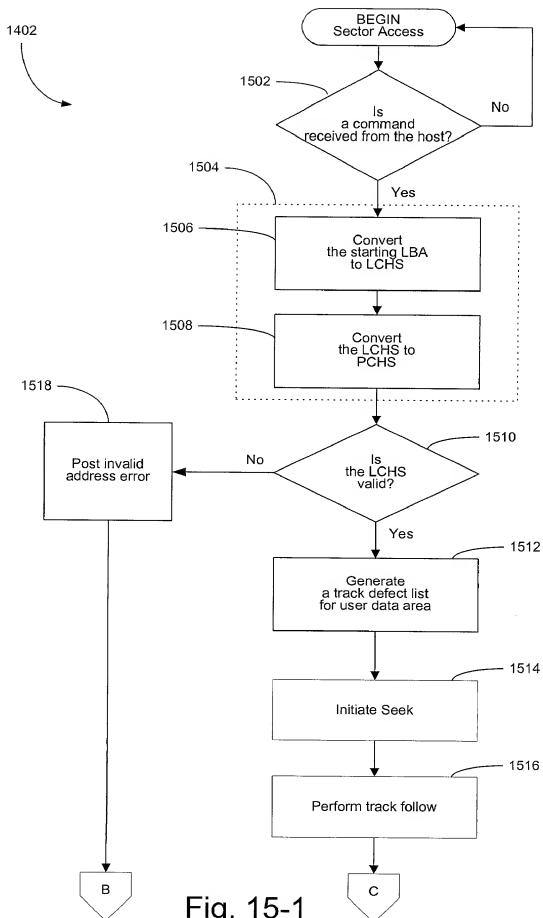 BEGIN
Sector Access
1402
1502
Is
a command
received from the host?
No
Yes
1504
1506
Convert
the starting LBA
to LCHS
1508
Convert
the LCHS to
PCHS
1518
Post invalid
address error
No
1510
Is
the LCHS
valid?
Yes
1512
Generate
a track defect list
for user data area
1514
Initiate Seek
1516
Perform track follow
B
C
Fig. 15-1